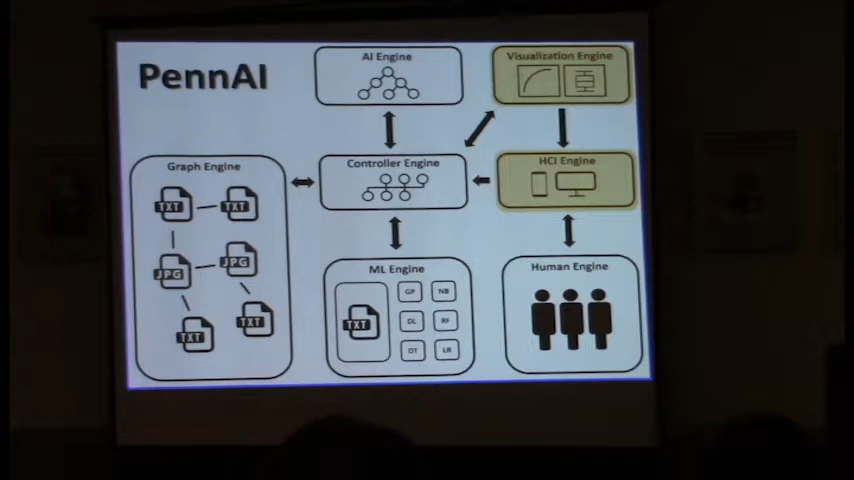 PennAI
AI Engine
Visualization Engine
Graph Engine
TXT
TXT
JPG
JPG
TXT
TXT
Controller Engine
HCI Engine
ML Engine
TXT
GP
NB
DL
RF
DT
LR
Human Engine